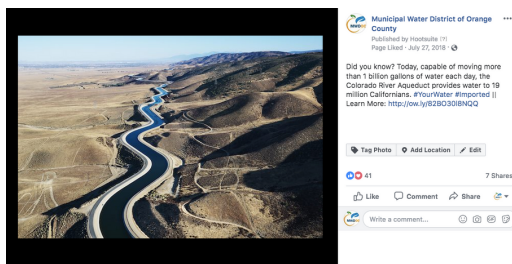 Municipal Water District of Orange
County
Published by Hootsuite [?]
Page Liked · July 27, 2018 ·
Did you know? Today, capable of moving more
than 1 billion gallons of water each day, the
Colorado River Aqueduct provides water to 19
million Californians. #YourWater #Imported ||
Learn More: http://ow.ly/828O30l8NQQ
Tag Photo Add Location Edit
41 7 Shares
Like Comment Share
Write a comment...